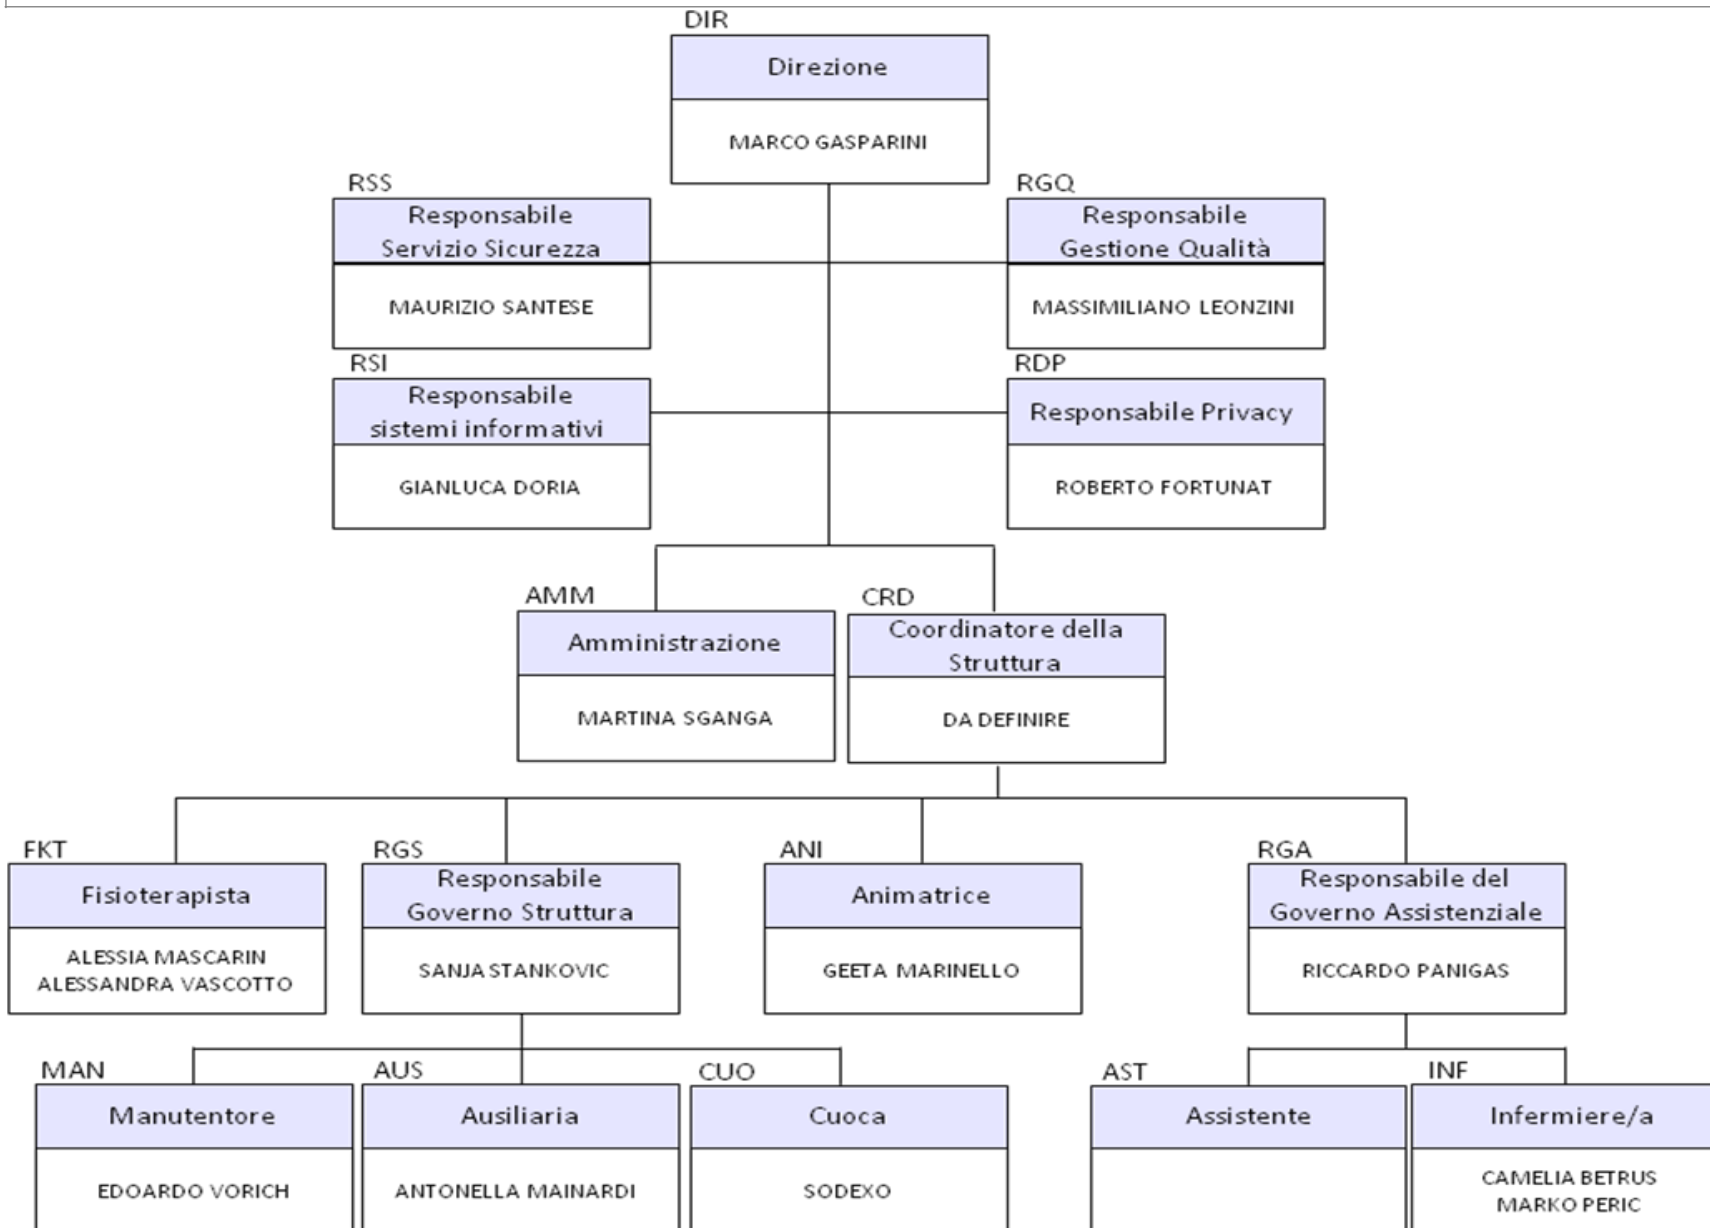 DIR
Direzione
MARCO GASPARINI
RSS
Responsabile
Servizio Sicurezza
MAURIZIO SANTESE
RGQ
Responsabile
Gestione Qualità
MASSIMILIANO LEONZINI
RSI
Responsabile
sistemi informativi
GIANLUCA DORIA
RDP
Responsabile Privacy
ROBERTO FORTUNAT
AMM
Amministrazione
MARTINA SGANGA
CRD
Coordinatore della
Struttura
DA DEFINIRE
FKT
Fisioterapista
ALESSIA MASCARIN
ALESSANDRA VASCOTTO
RGS
Responsabile
Governo Struttura
SANJA STANKOVIC
ANI
Animatrice
GEETA MARINELLO
RGA
Responsabile del
Governo Assistenziale
RICCARDO PANIGAS
MAN
Manutentore
EDOARDO VORICH
AUS
Ausiliaria
ANTONELLA MAINARDI
CUO
Cuoca
SODEXO
AST
Assistente
INF
Infermiere/a
CAMELIA BETRUS
MARKO PERIC